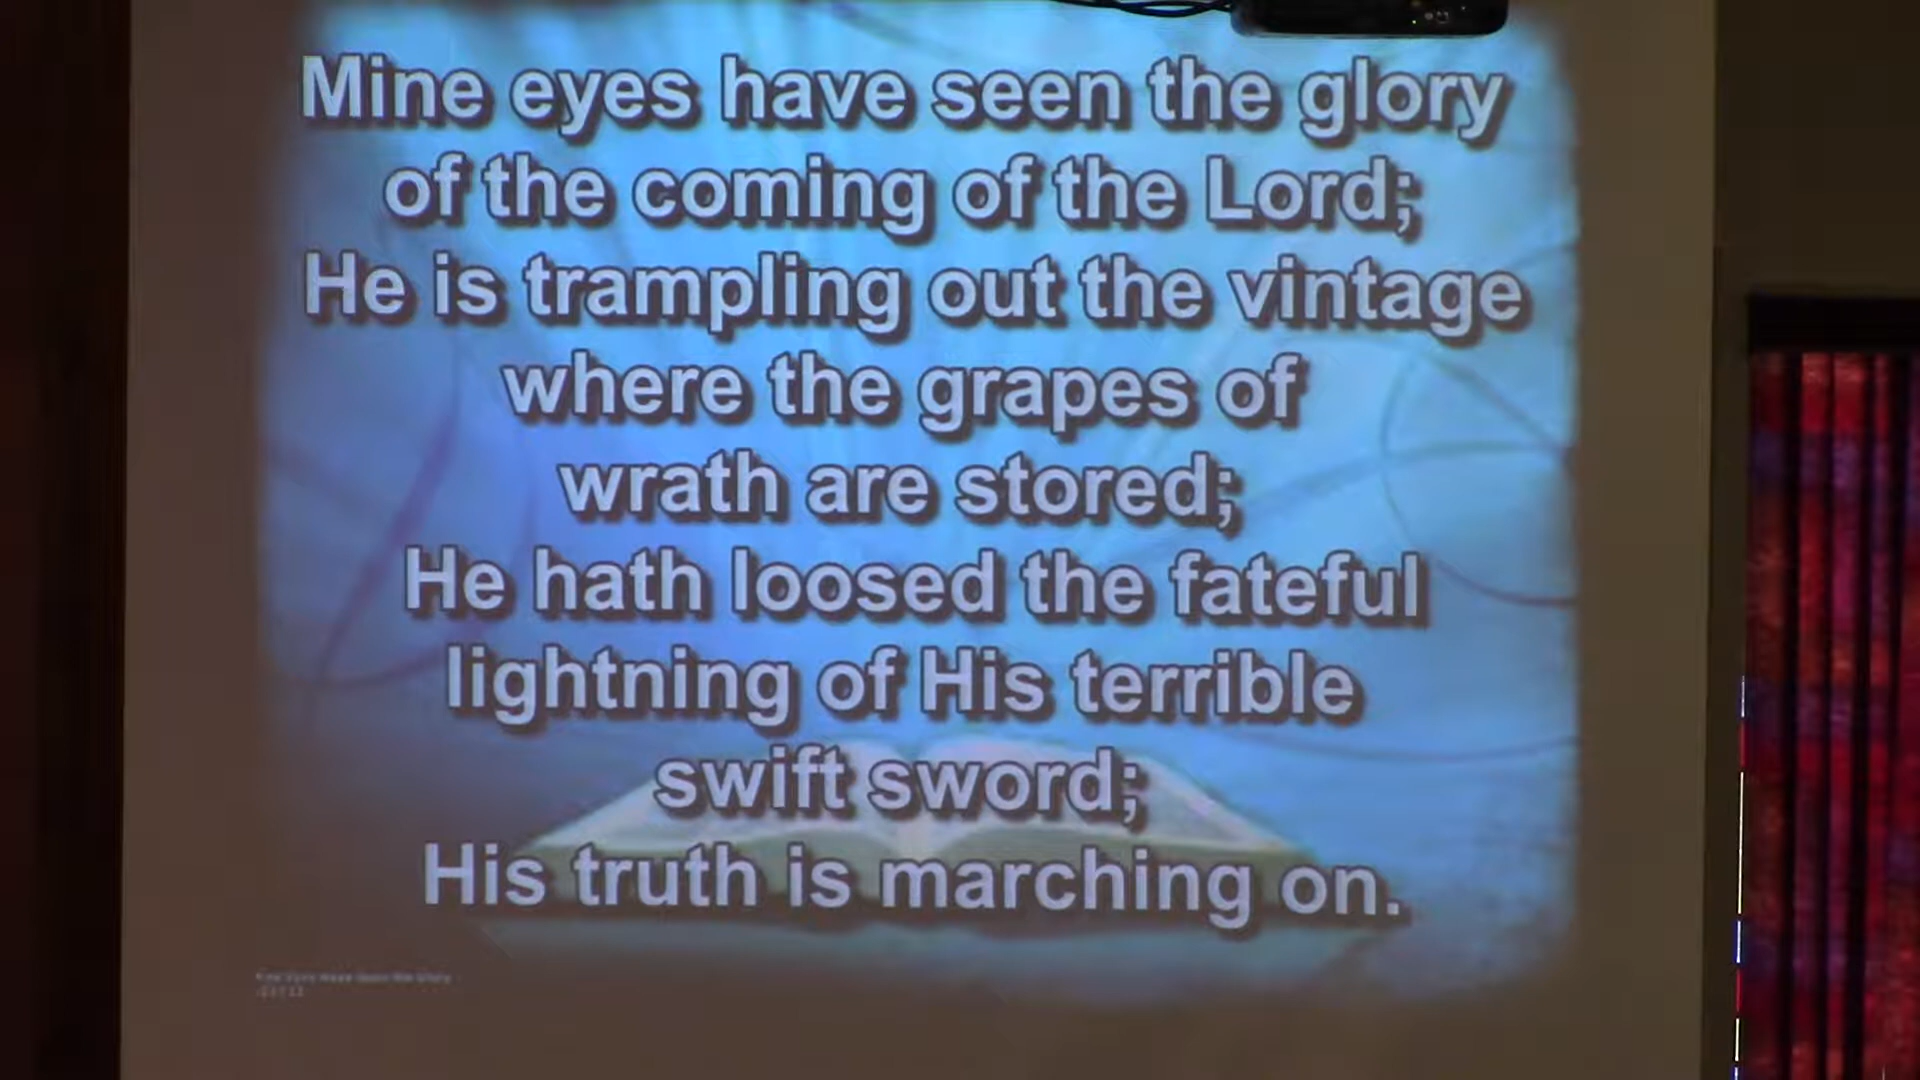 Mine eyes have seen the glory
of the coming of the Lord;
He is trampling out the vintage
where the grapes of
wrath are stored;
He hath loosed the fateful
lightning of His terrible
swift sword;
His truth is marching on.